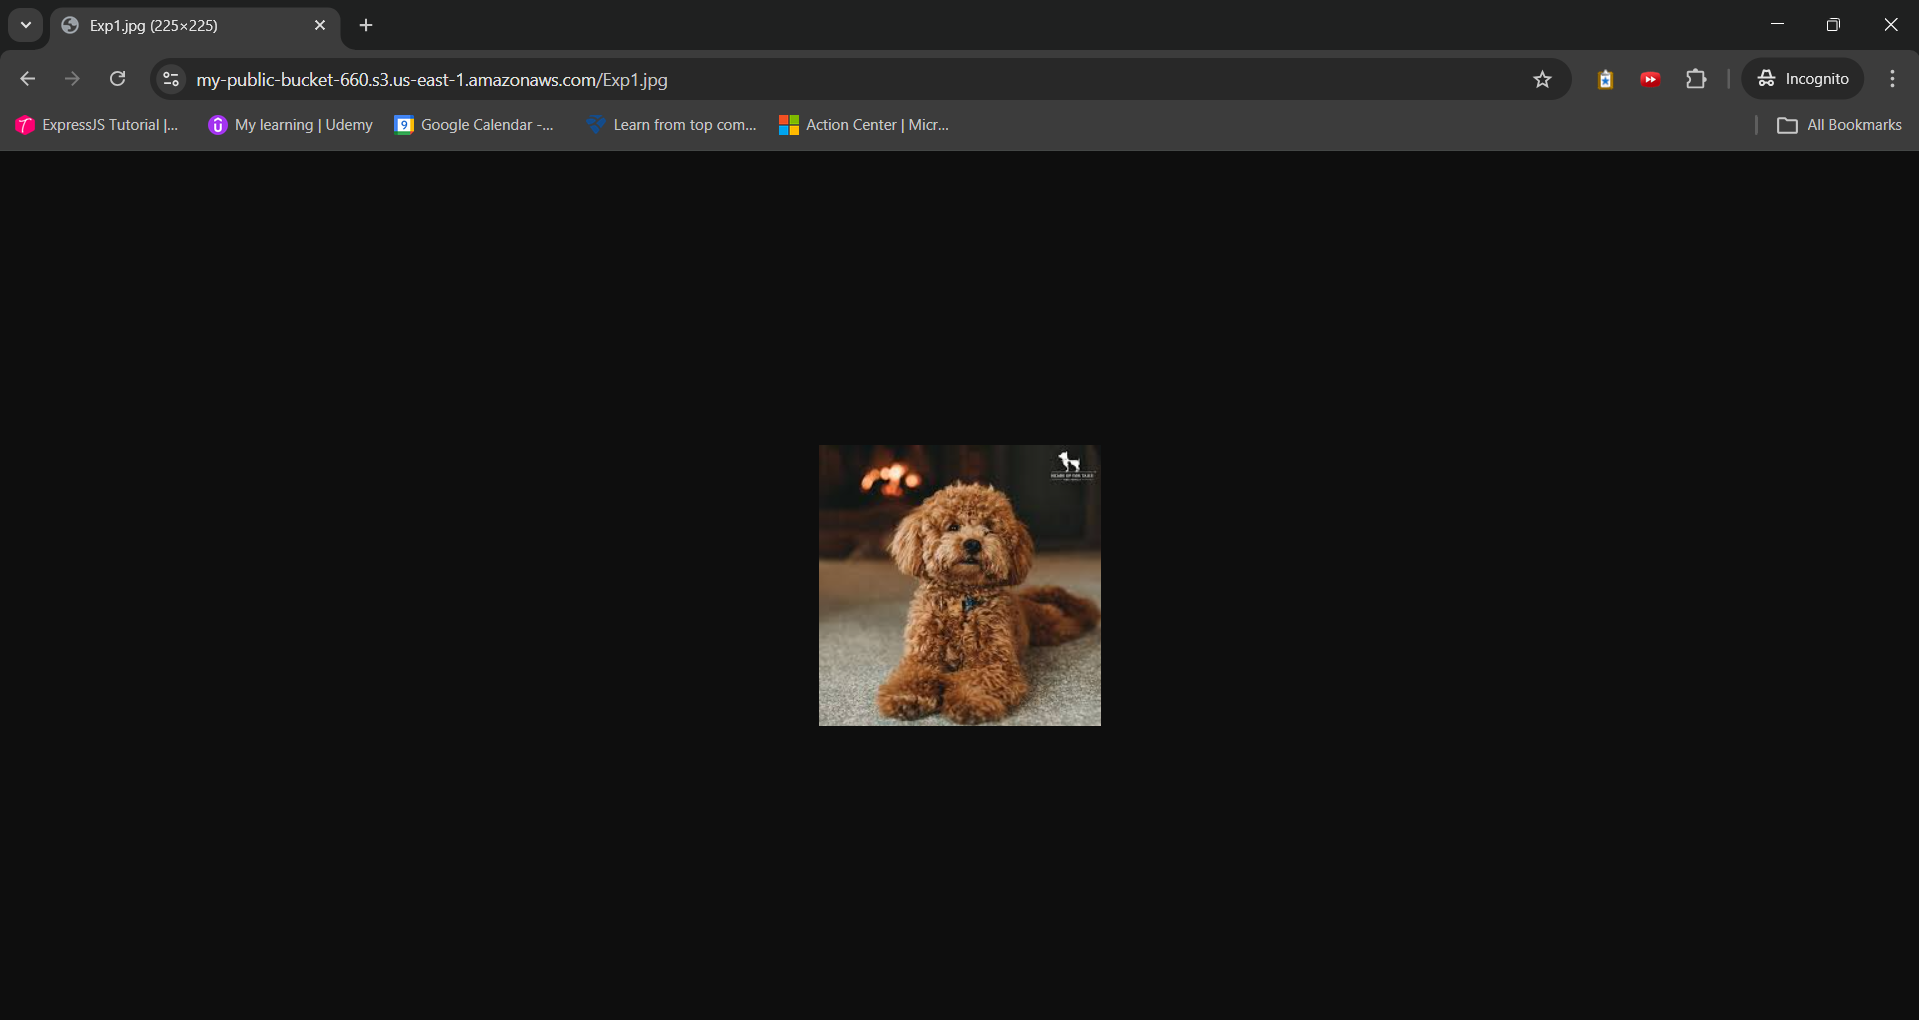 Exp1.jpg (225×225)
my-public-bucket-660.s3.us-east-1.amazonaws.com/Exp1.jpg
Incognito
ExpressJS Tutorial |...
My learning | Udemy
9
Google Calendar -...
Learn from top com...
Action Center | Micr...
All Bookmarks